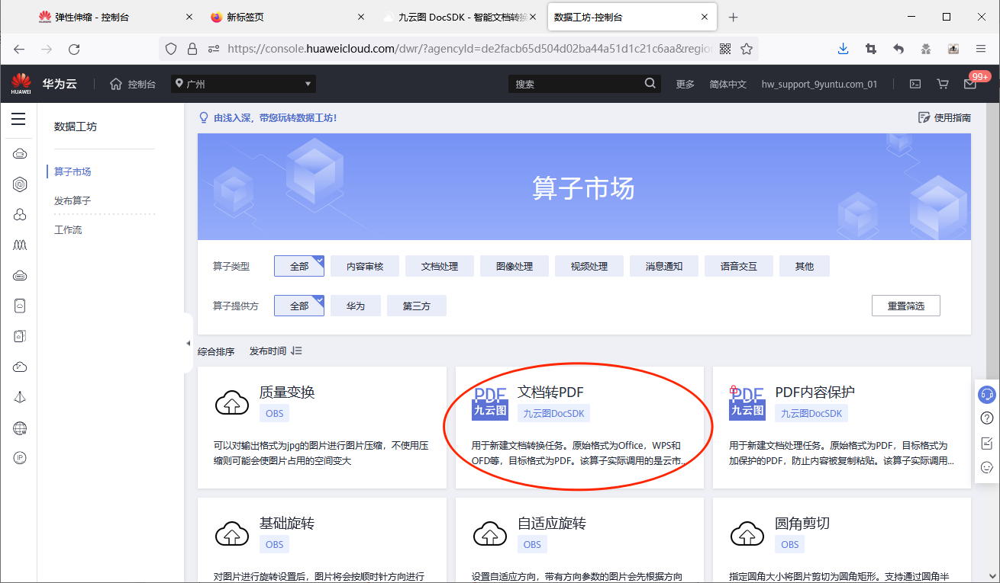 弹性伸缩 - 控制台
新标签页
九云图 DocSDK - 智能文档转换
数据工坊-控制台
https://console.huaweicloud.com/dwr/?agencyId=de2facb65d504d02ba44a51d1c21c6aa&regio
HUAWEI
华为云
控制台
广州
搜索
更多
简体中文
hw_support_9yuntu.com_01
99+
数据工坊
算子市场
发布算子
工作流
由浅入深，带您玩转数据工坊!
使用指南
算子市场
算子类型 全部 内容审核 文档处理 图像处理 视频处理 消息通知 语音交互 其他
算子提供方 全部 华为 第三方 重置筛选
综合排序 发布时间
质量变换
OBS
可以对输出格式为jpg的图片进行图片压缩，不使用压
缩则可能会使图片占用的空间变大
PDF
九云图
文档转PDF
九云图DocSDK
用于新建文档转换任务。原始格式为Office，WPS和
OFD等，目标格式为PDF。该算子实际调用的是云市...
PDF
九云图
PDF内容保护
九云图DocSDK
用于新建文档处理任务。原始格式为PDF，目标格式为
加保护的PDF，防止内容被复制粘贴。该算子实际调用...
基础旋转
OBS
对图片进行旋转设置后，图片将会按顺时针方向进行
自适应旋转
OBS
设置自适应方向，带有方向参数的图片会先根据方向
圆角剪切
OBS
指定圆角大小将图片剪切为圆角矩形。支持通过圆角半
IP